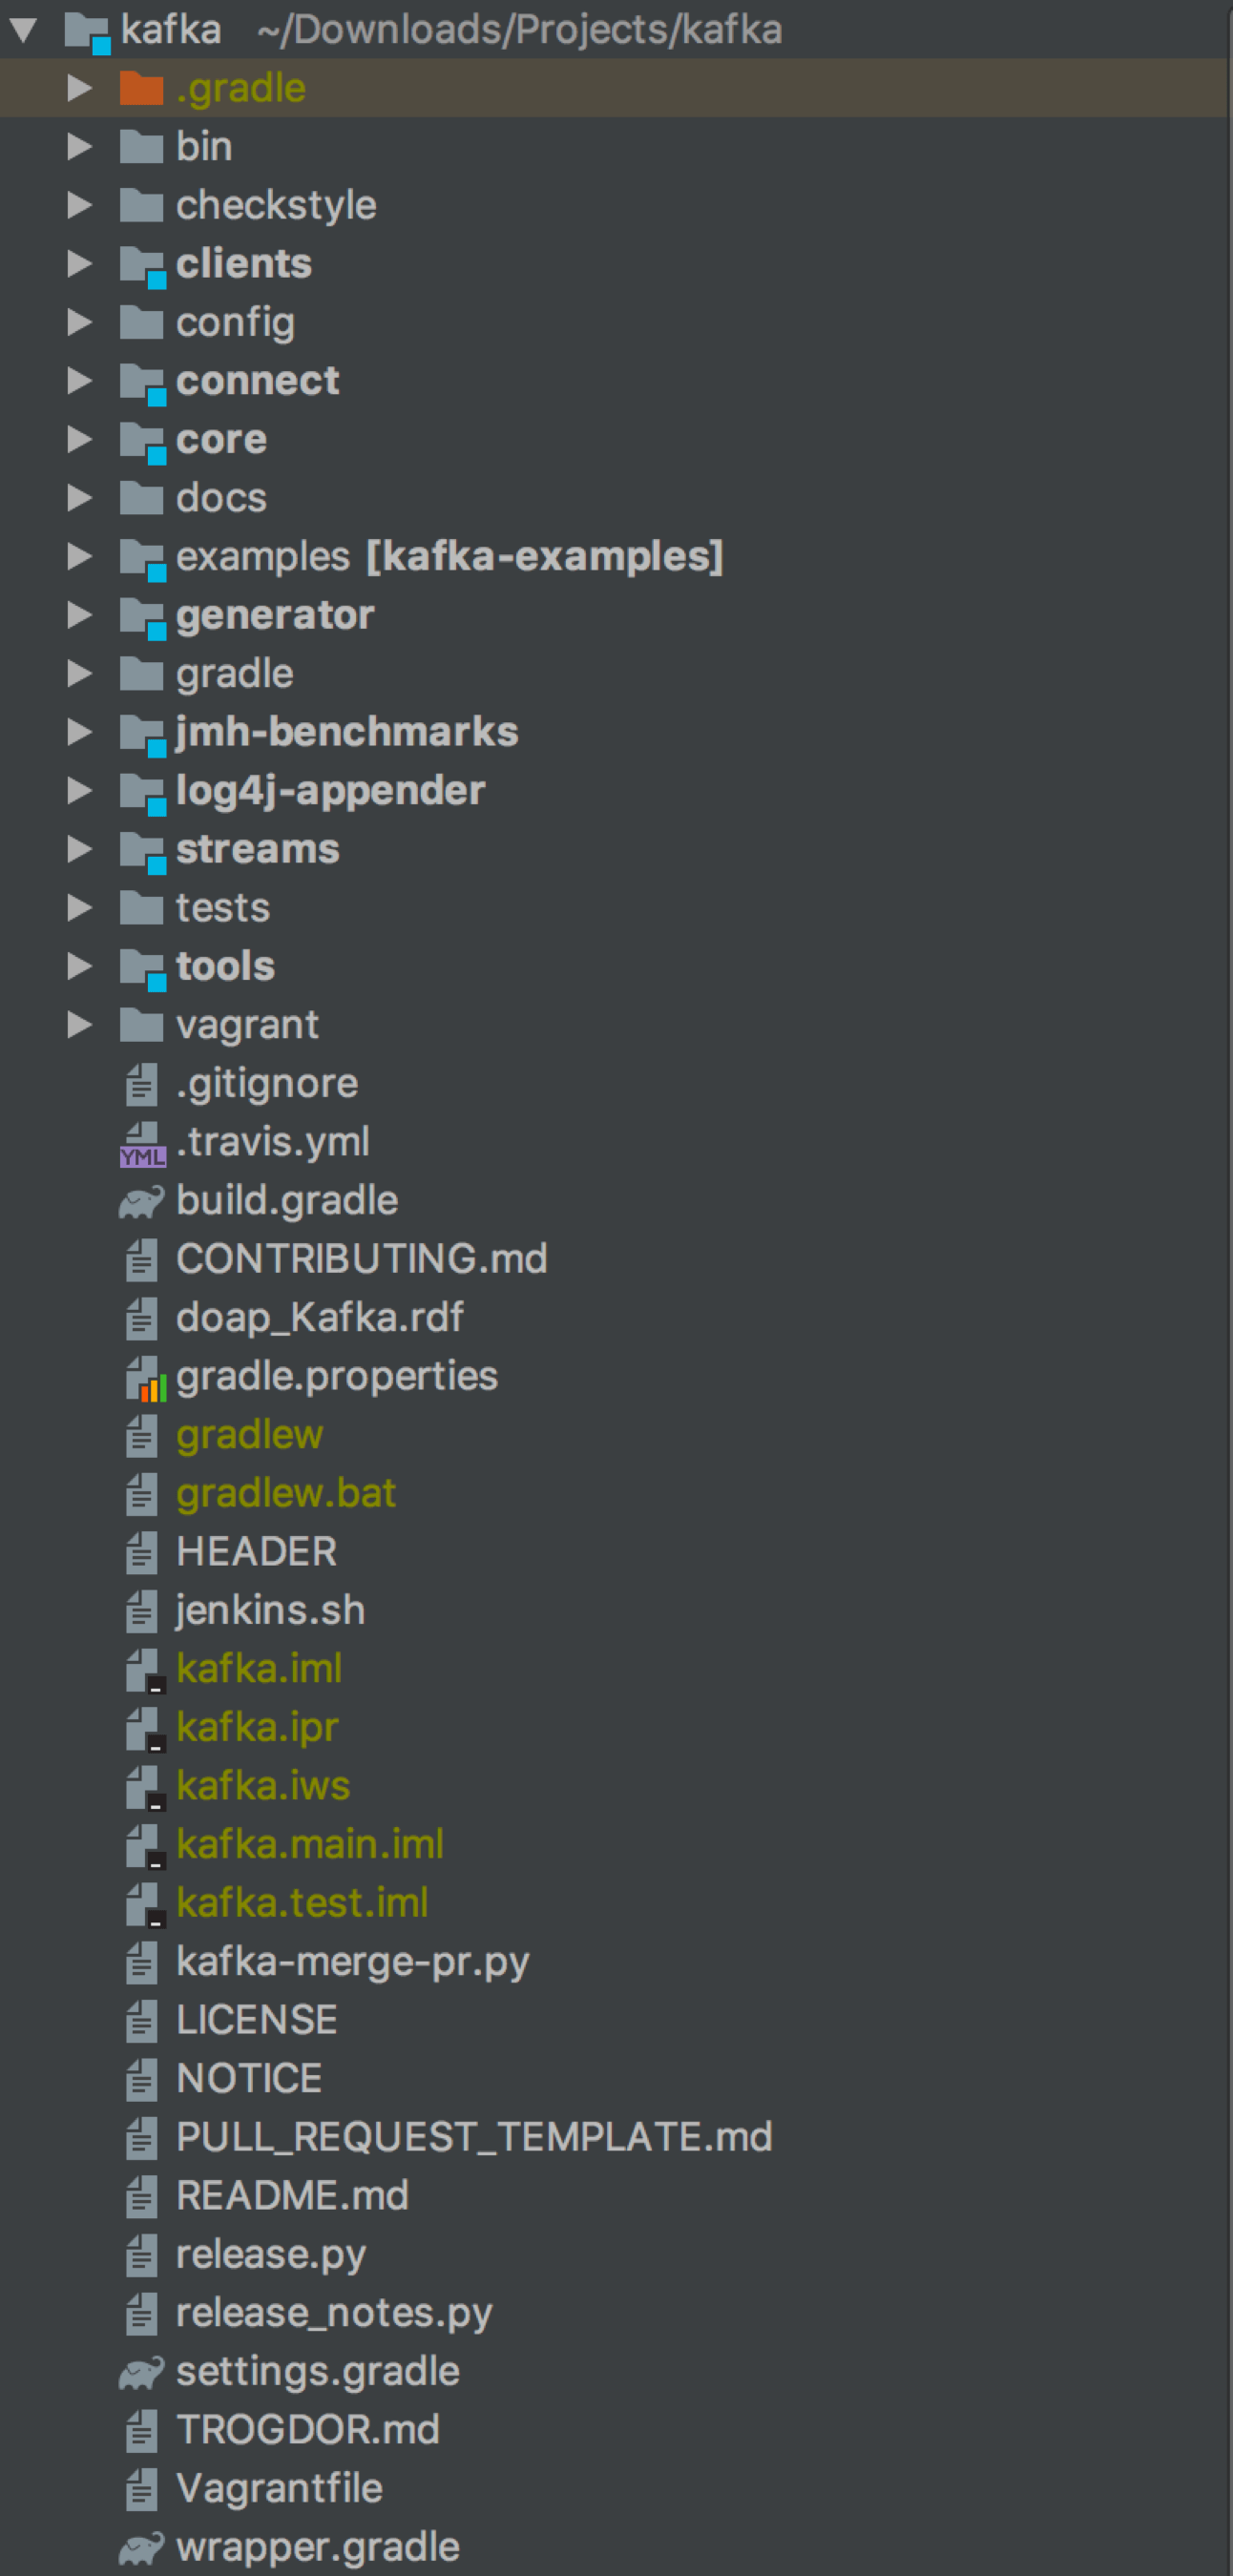 kafka ~/Downloads/Projects/kafka
.gradle
bin
checkstyle
clients
config
connect
core
docs
examples [kafka-examples]
generator
gradle
jmh-benchmarks
log4j-appender
streams
tests
tools
vagrant
.gitignore
YML .travis.yml
build.gradle
CONTRIBUTING.md
doap_Kafka.rdf
gradle.properties
gradlew
gradlew.bat
HEADER
jenkins.sh
kafka.iml
kafka.ipr
kafka.iws
kafka.main.iml
kafka.test.iml
kafka-merge-pr.py
LICENSE
NOTICE
PULL_REQUEST_TEMPLATE.md
README.md
release.py
release_notes.py
settings.gradle
TROGDOR.md
Vagrantfile
wrapper.gradle